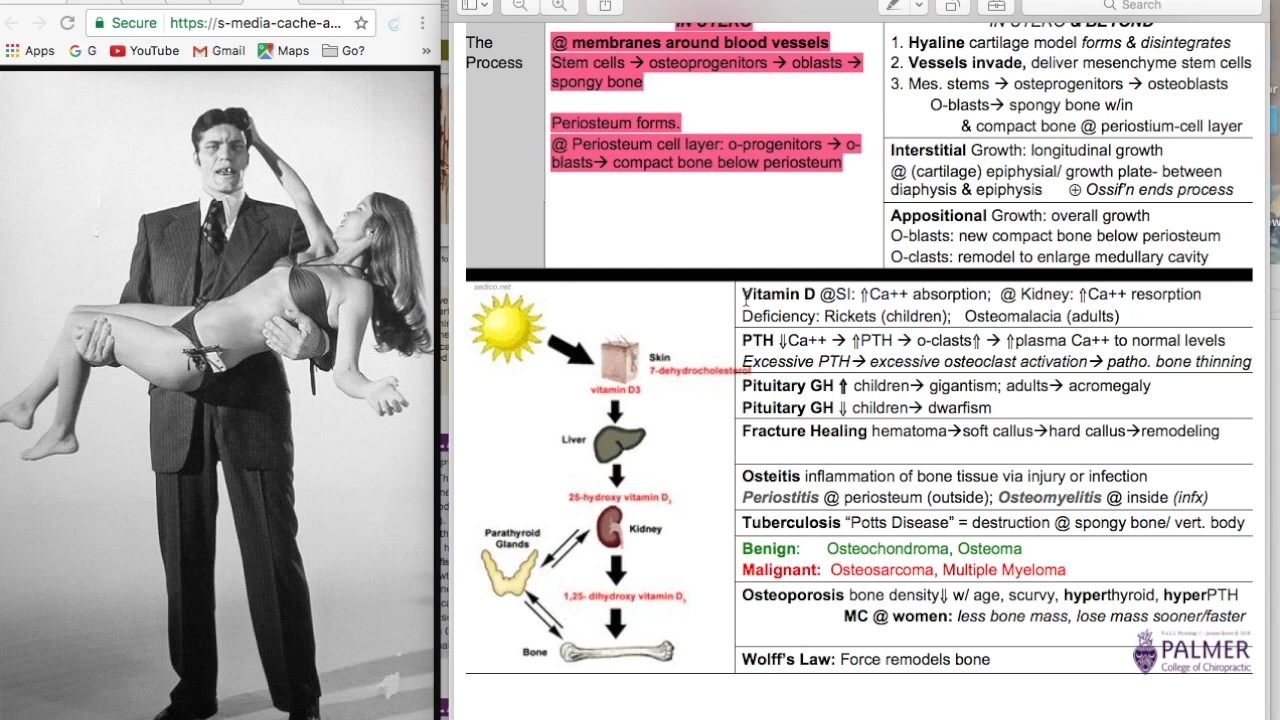 Secure
https://s-media-cache-a...
Search
Apps
G
YouTube
Gmail
Maps
Go?
»
IN UTERO
IN UTERO & BEYOND
The
Process
@ membranes around blood vessels
Stem cells → osteoprogenitors → oblasts →
spongy bone
Periosteum forms.
@ Periosteum cell layer: o-progenitors → o-
blasts→ compact bone below periosteum
1. Hyaline cartilage model forms & disintegrates
2. Vessels invade, deliver mesenchyme stem cells
3. Mes. stems → osteprogenitors → osteoblasts
O-blasts→ spongy bone w/in
& compact bone @ periostium-cell layer
Interstitial Growth: longitudinal growth
@ (cartilage) epiphysial/ growth plate- between
diaphysis & epiphysis ⊕ Ossif'n ends process
Appositional Growth: overall growth
O-blasts: new compact bone below periosteum
O-clasts: remodel to enlarge medullary cavity
sedico.net
Skin
7-dehydrocholesterol
vitamin D3
Liver
25-hydroxy vitamin D3
Kidney
Parathyroid
Glands
1,25- dihydroxy vitamin D3
Bone
Vitamin D @SI: ⇑Ca++ absorption; @ Kidney: ⇑Ca++ resorption
Deficiency: Rickets (children); Osteomalacia (adults)
PTH ⇓Ca++ → ⇑PTH → o-clasts⇑ → ⇑plasma Ca++ to normal levels
Excessive PTH→ excessive osteoclast activation→ patho. bone thinning
Pituitary GH ⇑ children→ gigantism; adults→ acromegaly
Pituitary GH ⇓ children→ dwarfism
Fracture Healing hematoma→soft callus→hard callus→remodeling
Osteitis inflammation of bone tissue via injury or infection
Periostitis @ periosteum (outside); Osteomyelitis @ inside (infx)
Tuberculosis “Potts Disease” = destruction @ spongy bone/ vert. body
Benign: Osteochondroma, Osteoma
Malignant: Osteosarcoma, Multiple Myeloma
Osteoporosis bone density⇓ w/ age, scurvy, hyperthyroid, hyperPTH
MC @ women: less bone mass, lose mass sooner/faster
Wolff's Law: Force remodels bone
PALMER
College of Chiropractic